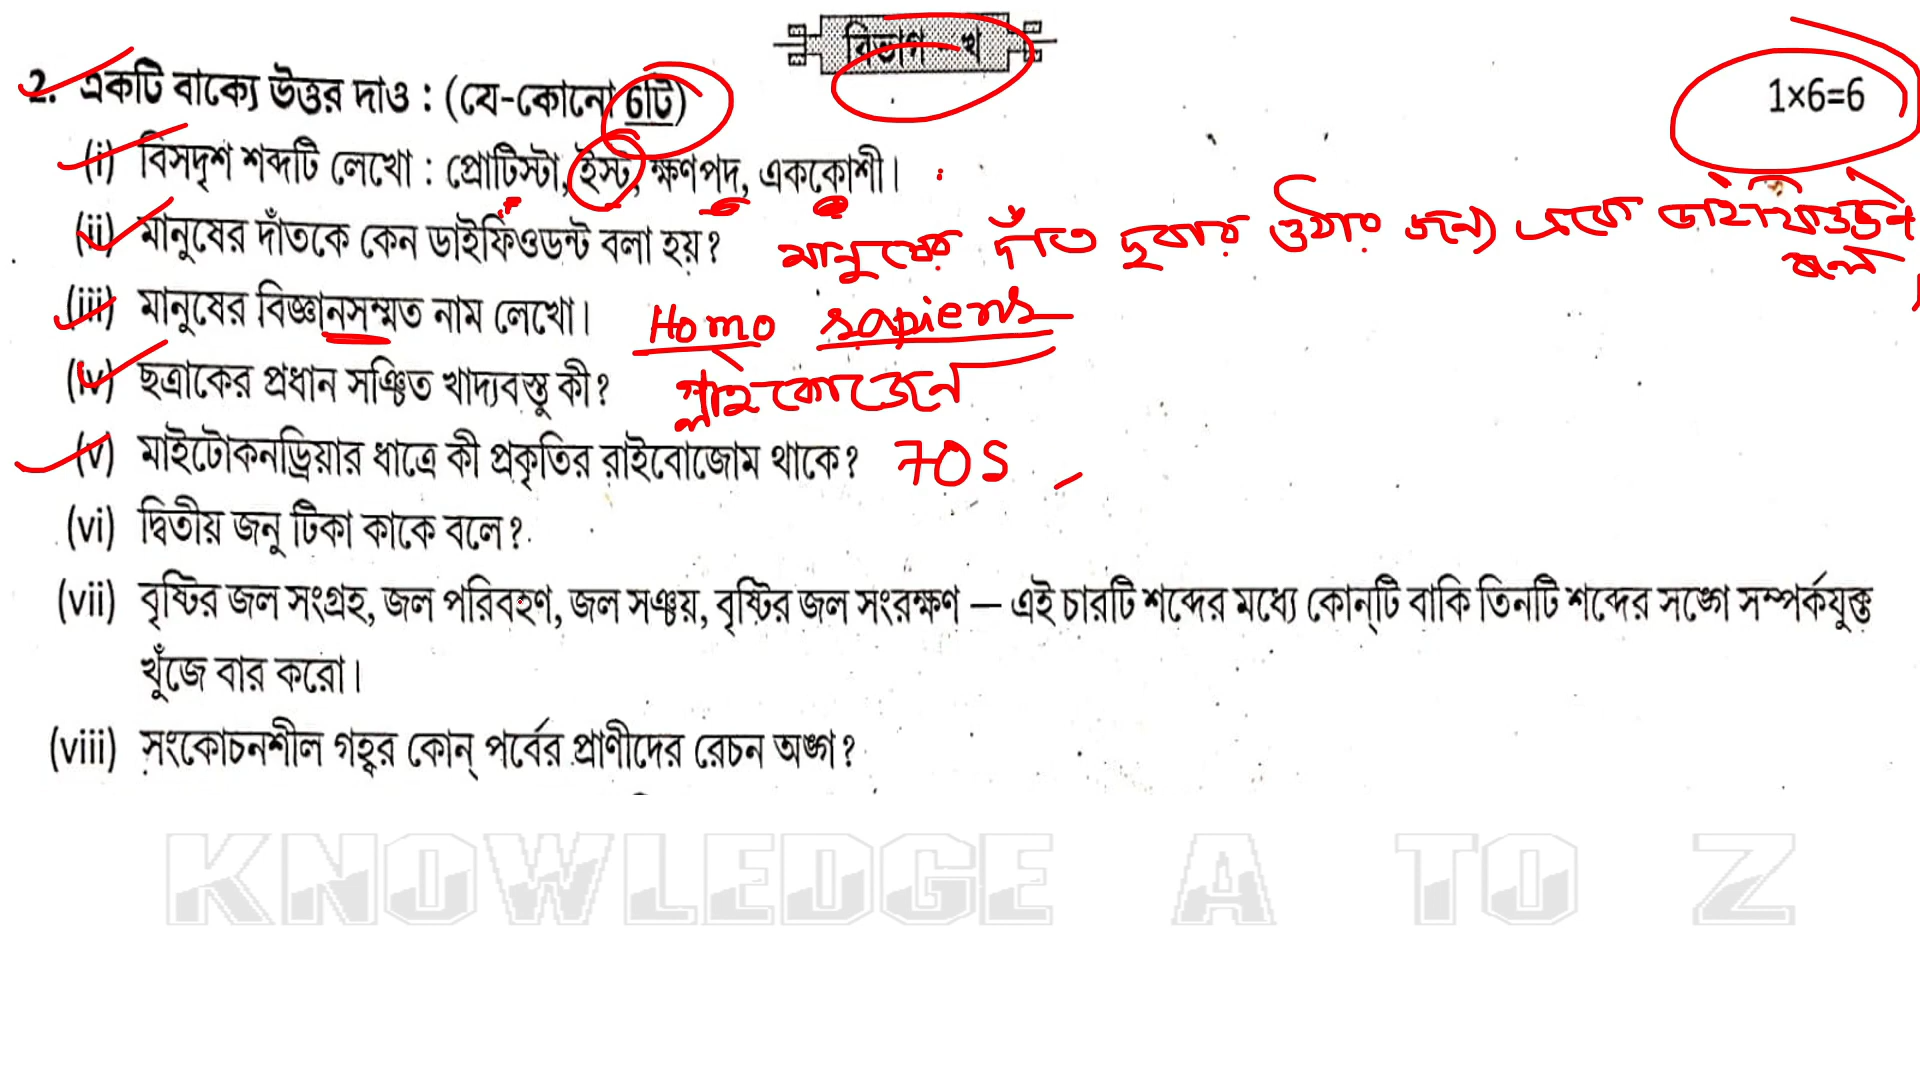 বিভাগ - খ
2. একটি বাক্যে উত্তর দাও : (যে-কোনো 6টি) 1×6=6
(i) বিসদৃশ শব্দটি লেখো : প্রোটিস্টা, ইস্ট, ক্ষণপদ, এককোশী।
(ii) মানুষের দাঁতকে কেন ডাইফিওডন্ট বলা হয়? মানুষের দাঁত দুবার ওঠার জন্য একে ডাইফিওডন্ট
বলে
(iii) মানুষের বিজ্ঞানসম্মত নাম লেখো। Homo sapiens
(iv) ছত্রাকের প্রধান সঞ্চিত খাদ্যবস্তু কী? গ্লাইকোজেন
(v) মাইটোকনড্রিয়ার ধাত্রে কী প্রকৃতির রাইবোজোম থাকে? 70S
(vi) দ্বিতীয় জনু টিকা কাকে বলে?
(vii) বৃষ্টির জল সংগ্রহ, জল পরিবহণ, জল সঞ্চয়, বৃষ্টির জল সংরক্ষণ — এই চারটি শব্দের মধ্যে কোন্‌টি বাকি তিনটি শব্দের সঙ্গে সম্পর্কযুক্ত
খুঁজে বার করো।
(viii) সংকোচনশীল গহ্বর কোন্ পর্বের প্রাণীদের রেচন অঙ্গ?
KNOWLEDGE A TO Z